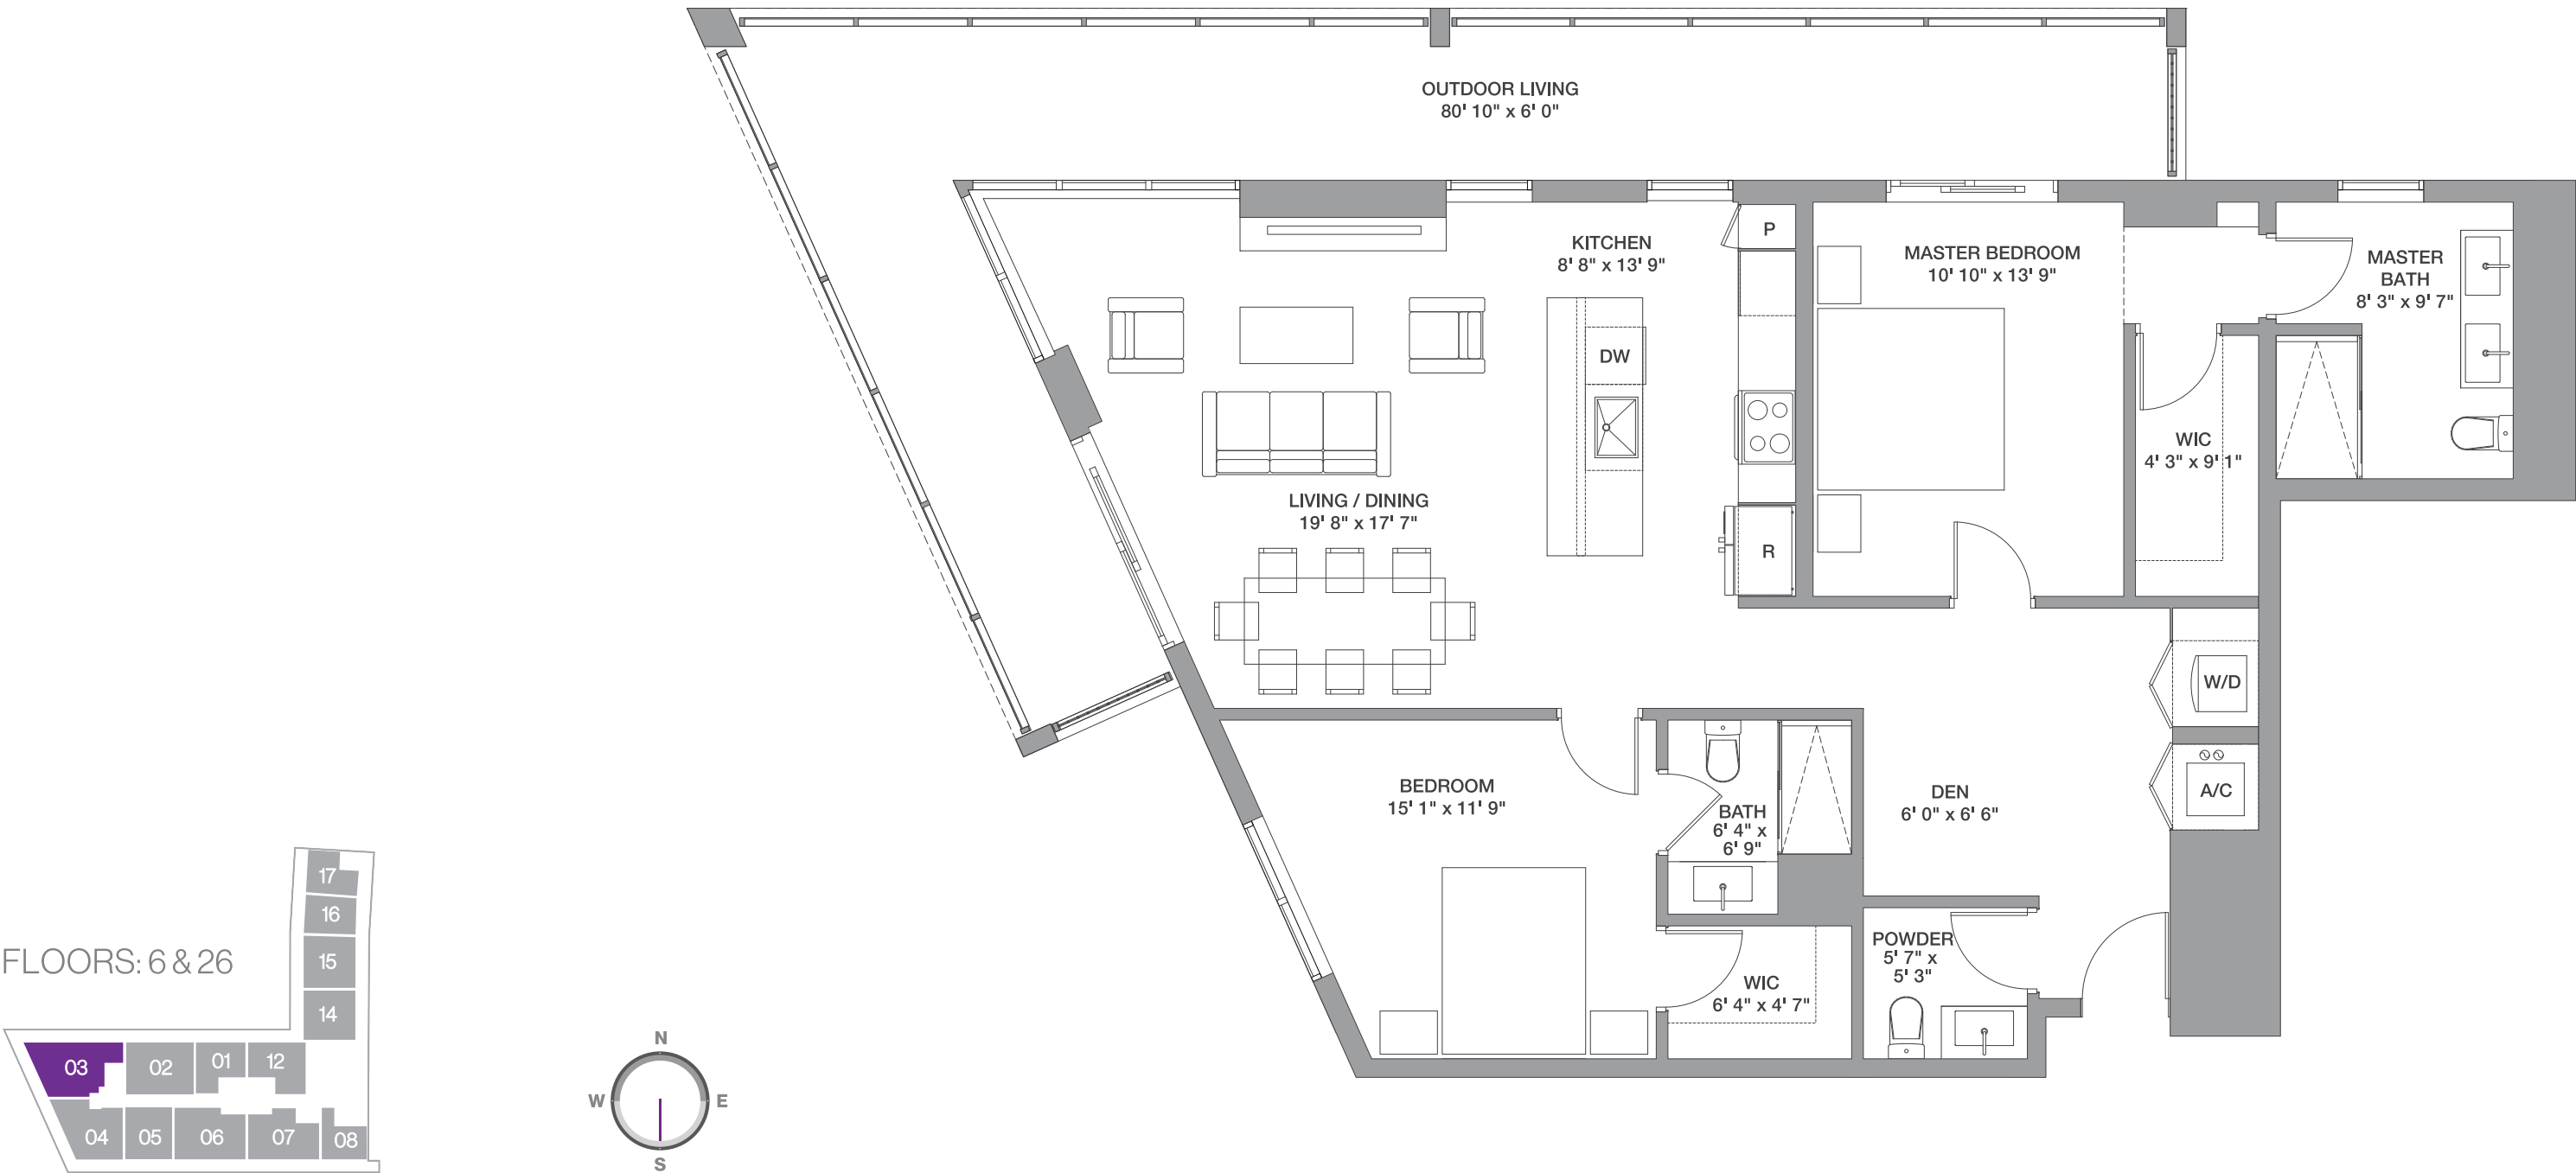 OUTDOOR LIVING
80' 10" x 6' 0"
KITCHEN
8' 8" x 13' 9"
P
MASTER BEDROOM
10' 10" x 13' 9"
MASTER
BATH
8' 3" x 9' 7"
DW
WIC
4' 3" x 9' 1"
LIVING / DINING
19' 8" x 17' 7"
R
W/D
BEDROOM
15' 1" x 11' 9"
BATH
6' 4" x
6' 9"
DEN
6' 0" x 6' 6"
A/C
POWDER
5' 7" x
5' 3"
WIC
6' 4" x 4' 7"
FLOORS: 6 & 26
17
16
15
14
03
02
01
12
04
05
06
07
08
N
W
E
S